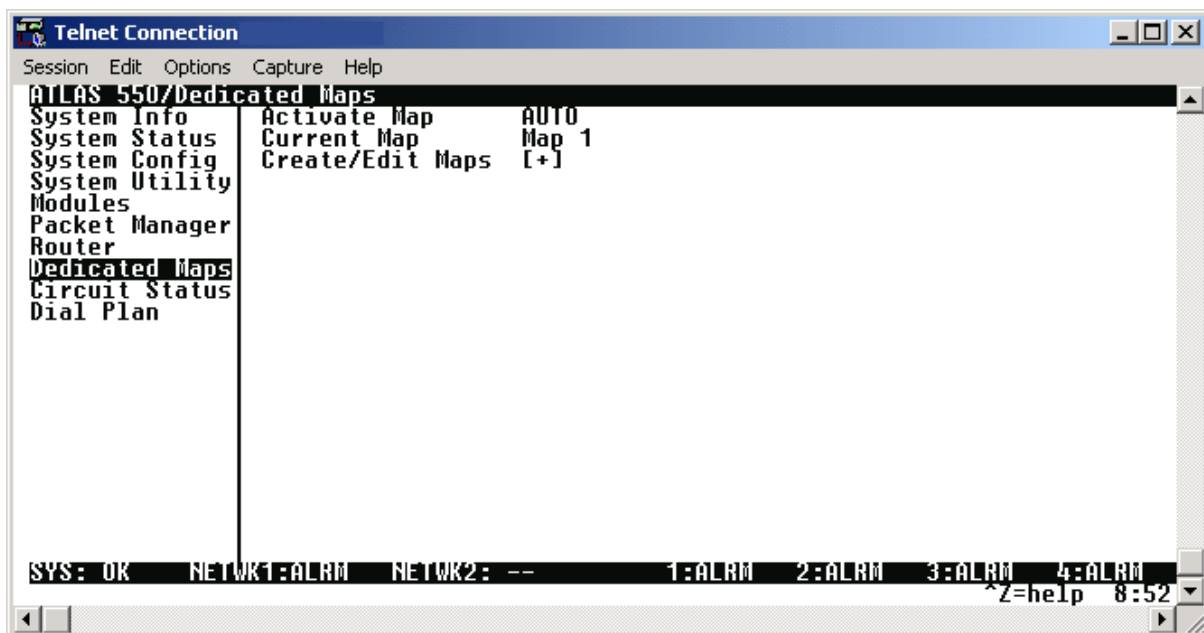 Telnet Connection
Session Edit Options Capture Help
ATLAS 550/Dedicated Maps
System Info Activate Map AUTO
System Status Current Map Map 1
System Config Create/Edit Maps [+]
System Utility
Modules
Packet Manager
Router
Dedicated Maps
Circuit Status
Dial Plan
SYS: OK NETWK1:ALRM NETWK2: -- 1:ALRM 2:ALRM 3:ALRM 4:ALRM
^Z=help 8:52